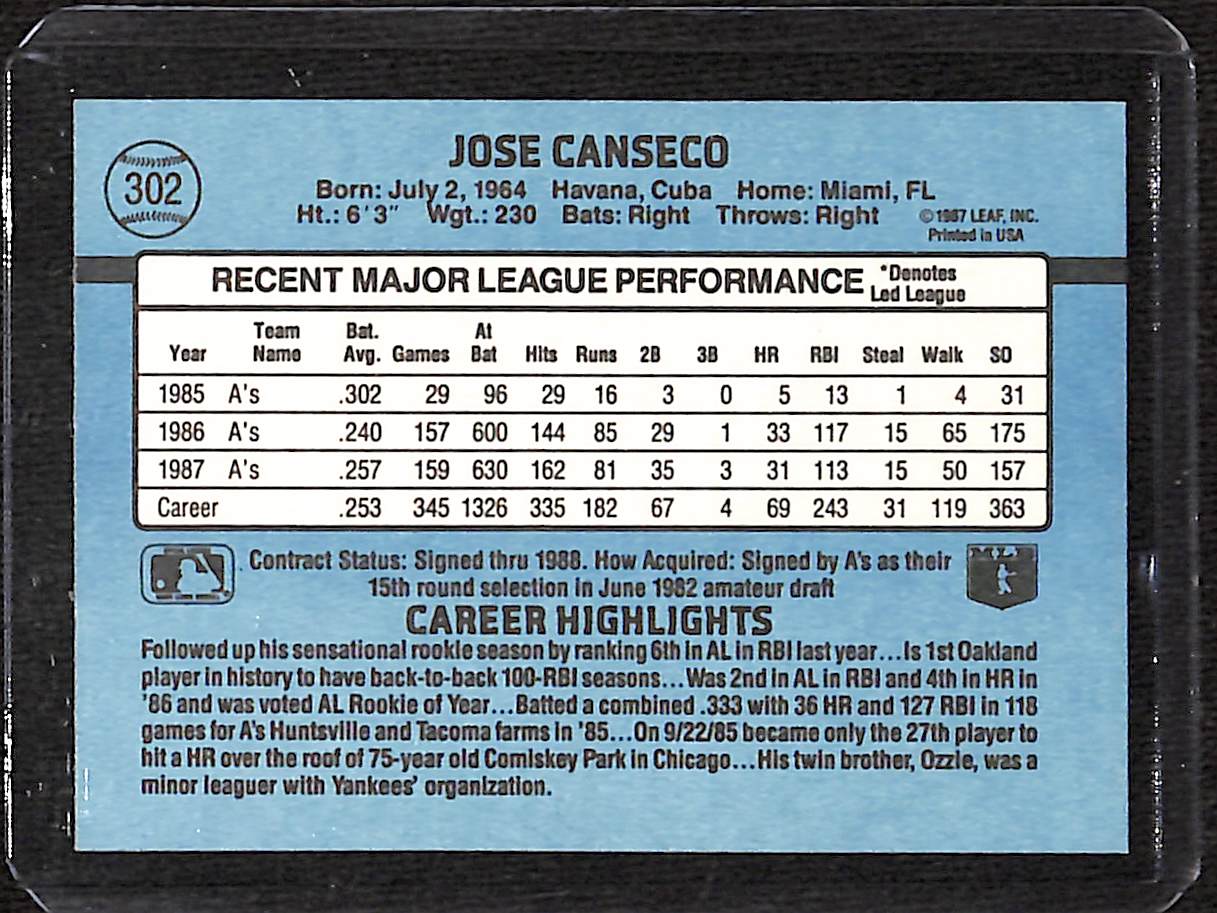 302
JOSE CANSECO
Born: July 2, 1964 Havana, Cuba Home: Miami, FL
Ht.: 6'3" Wgt.: 230 Bats: Right Throws: Right
©1987 LEAF, INC.
Printed in USA
RECENT MAJOR LEAGUE PERFORMANCE *Denotes Led League
Year Team Name Bat. Avg. Games At Bat Hits Runs 2B 3B HR RBI Steal Walk SO
1985 A's .302 29 96 29 16 3 0 5 13 1 4 31
1986 A's .240 157 600 144 85 29 1 33 117 15 65 175
1987 A's .257 159 630 162 81 35 3 31 113 15 50 157
Career .253 345 1326 335 182 67 4 69 243 31 119 363
Contract Status: Signed thru 1988. How Acquired: Signed by A's as their
15th round selection in June 1982 amateur draft
MLB
CAREER HIGHLIGHTS
Followed up his sensational rookie season by ranking 6th in AL in RBI last year...Is 1st Oakland
player in history to have back-to-back 100-RBI seasons...Was 2nd in AL in RBI and 4th in HR in
'86 and was voted AL Rookie of Year...Batted a combined .333 with 36 HR and 127 RBI in 118
games for A's Huntsville and Tacoma farms in '85...On 9/22/85 became only the 27th player to
hit a HR over the roof of 75-year old Comiskey Park in Chicago...His twin brother, Ozzie, was a
minor leaguer with Yankees' organization.